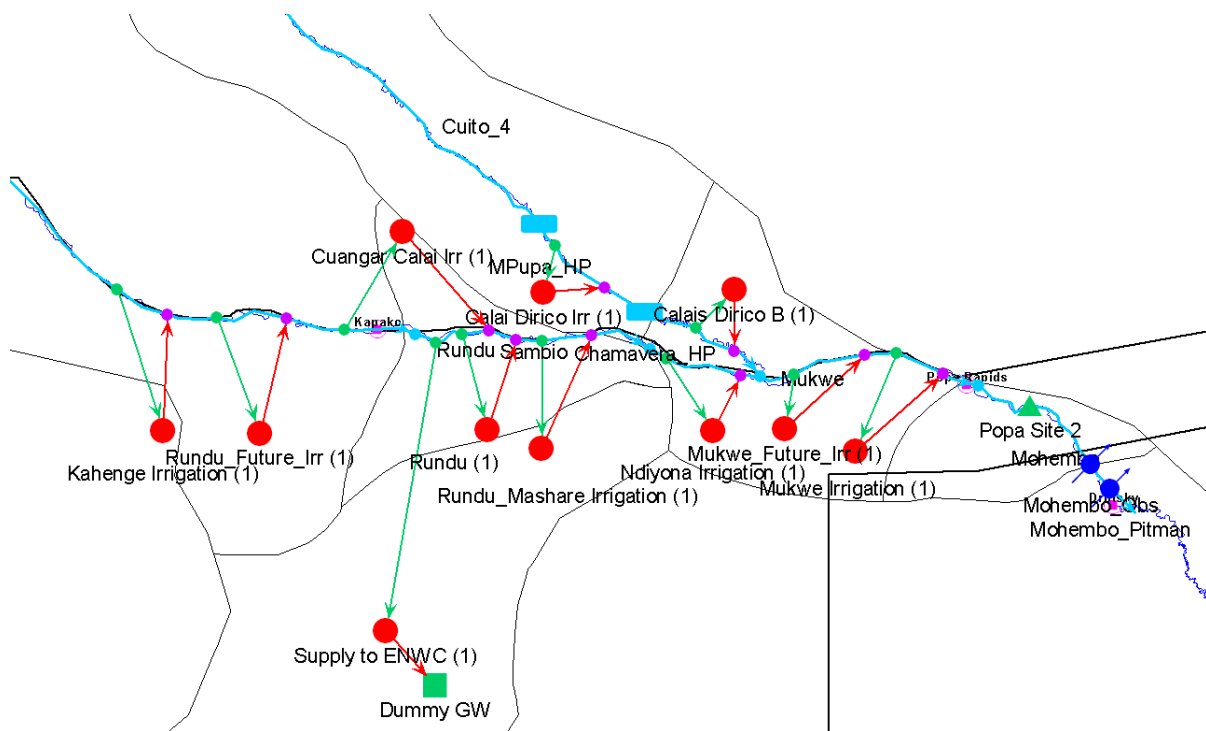 Cuito_4
Cuangar Calai Irr (1)
MPupa_HP
Calai Dirico Irr (1)
Calais Dirico B (1)
Kapako
Rundu Sambio Chamavera_HP
Mukwe
Popa Rapids
Popa Site 2
Kahenge Irrigation (1)
Rundu_Future_Irr (1)
Rundu (1)
Rundu_Mashare Irrigation (1)
Ndiyona Irrigation (1)
Mukwe_Future_Irr (1)
Mukwe Irrigation (1)
Mohembo_Obs
Mohembo_Pitman
Supply to ENWC (1)
Dummy GW